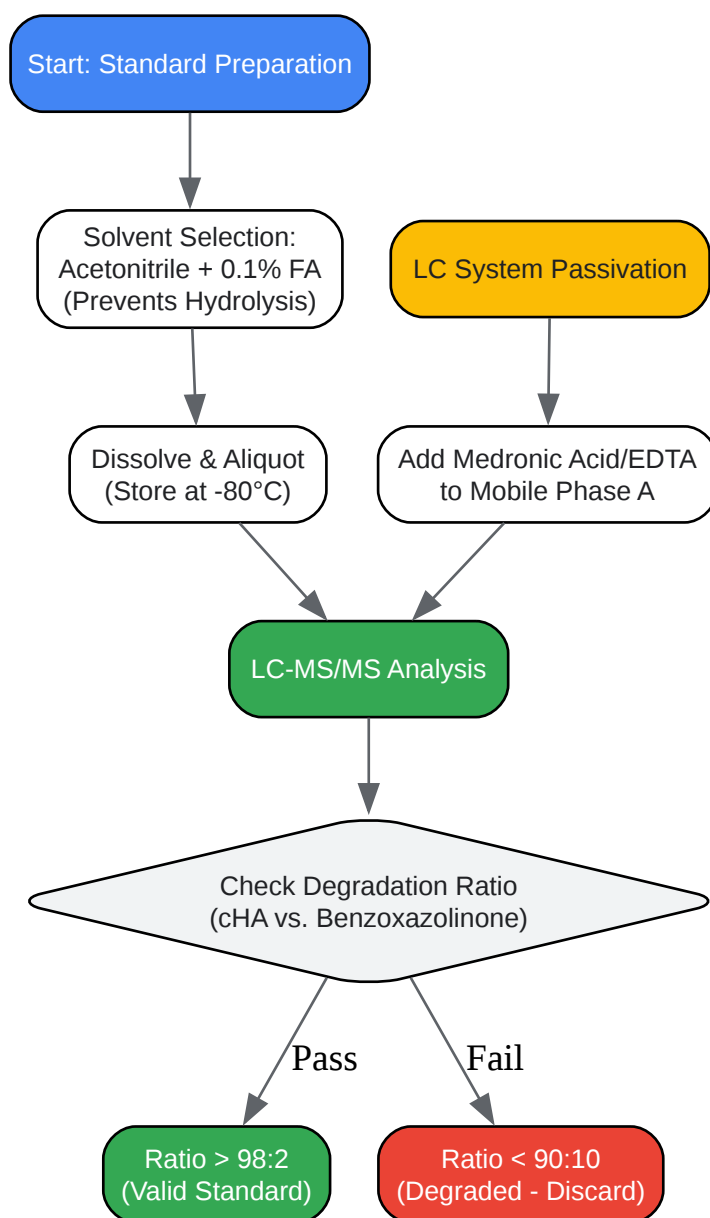 Start: Standard Preparation
Solvent Selection:
Acetonitrile + 0.1% FA
(Prevents Hydrolysis)
LC System Passivation
Dissolve & Aliquot
(Store at -80°C)
Add Medronic Acid/EDTA
to Mobile Phase A
LC-MS/MS Analysis
Check Degradation Ratio
(cHA vs. Benzoxazolinone)
Pass
Fail
Ratio > 98:2
(Valid Standard)
Ratio < 90:10
(Degraded - Discard)